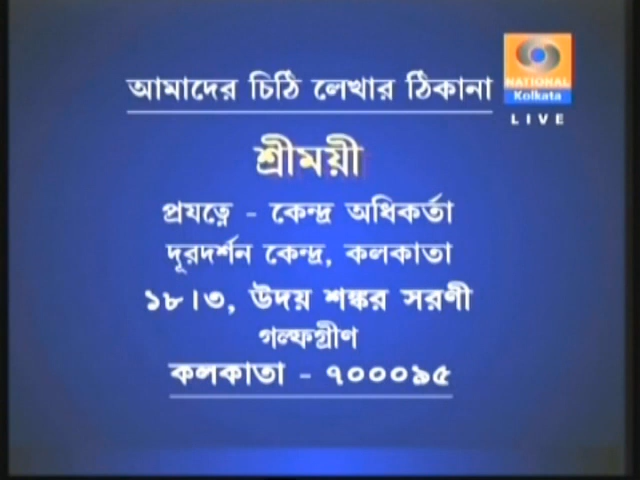 আমাদের চিঠি লেখার ঠিকানা
NATIONAL
Kolkata
LIVE
শ্রীময়ী
প্রযত্নে - কেন্দ্র অধিকর্তা
দূরদর্শন কেন্দ্র, কলকাতা
১৮।৩, উদয় শঙ্কর সরণী
গল্ফগ্রীণ
কলকাতা - ৭০০০৯৫